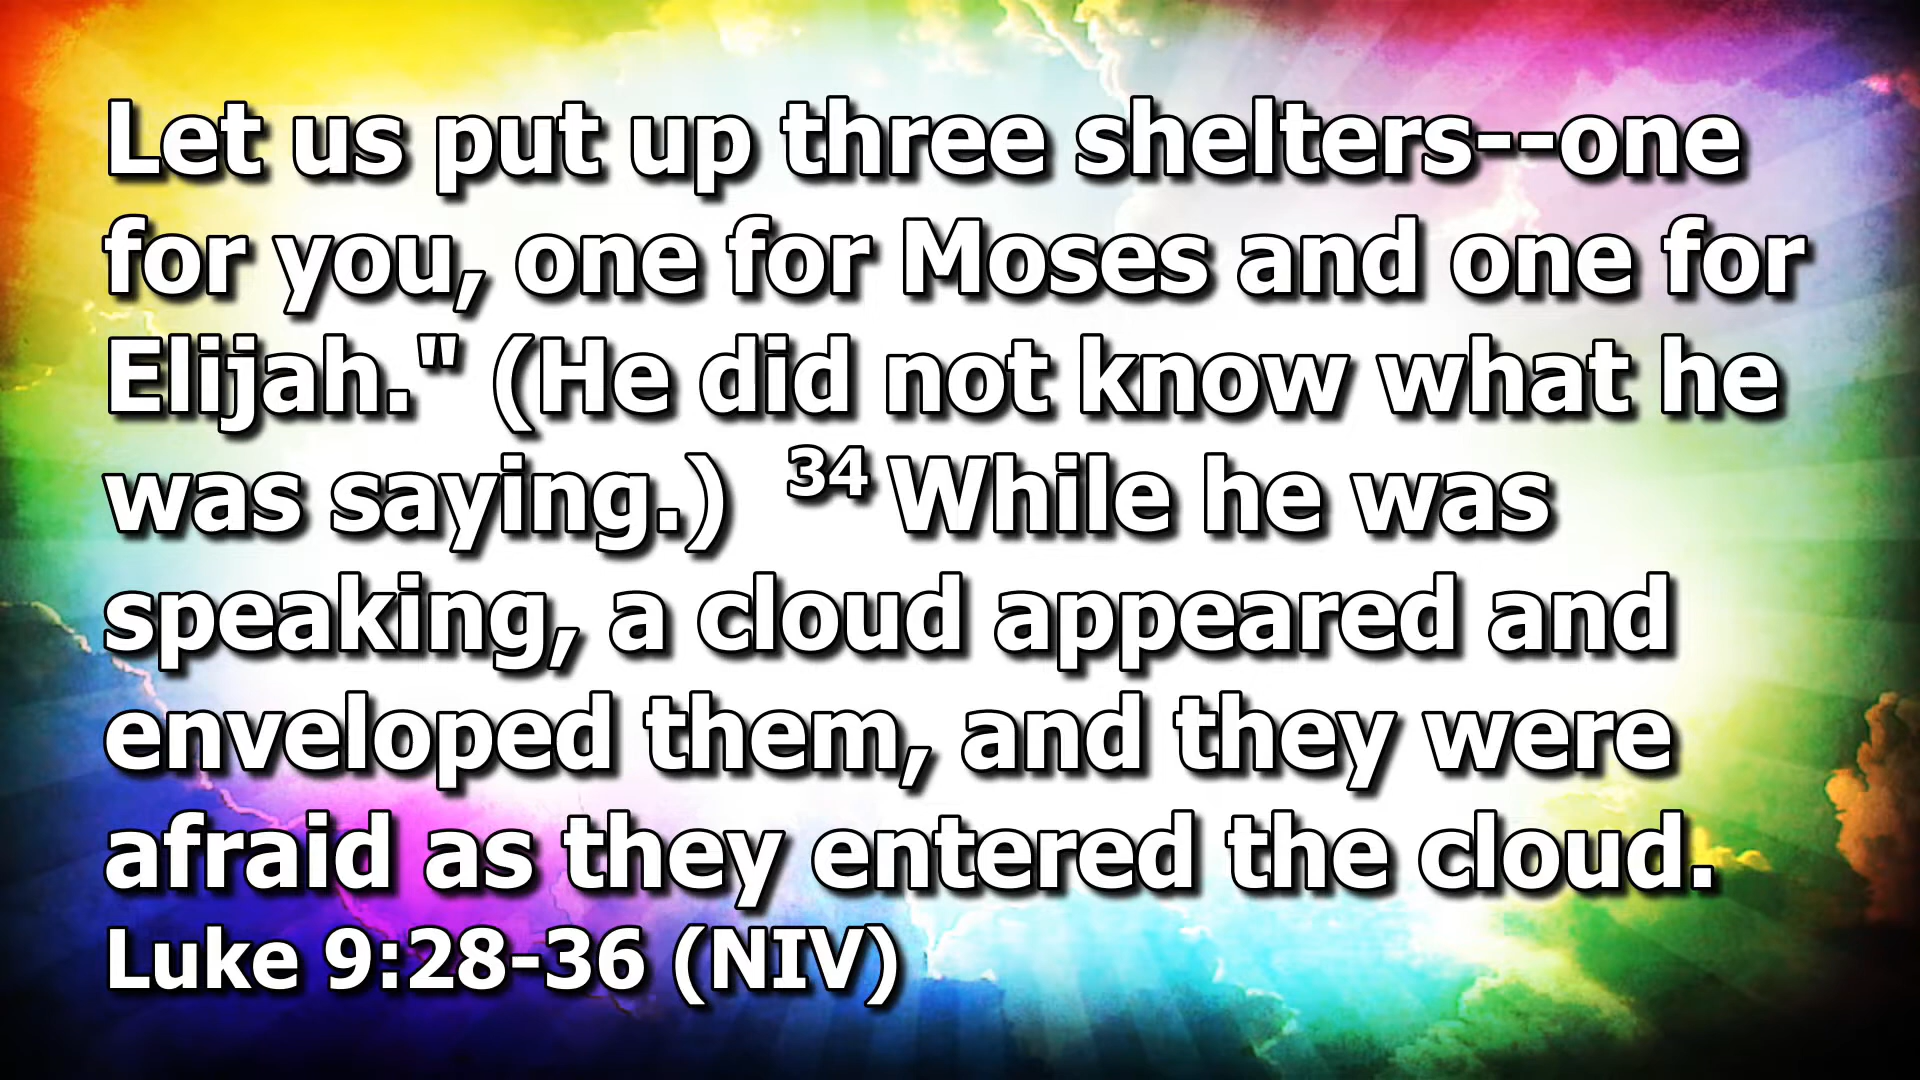 Let us put up three shelters--one
for you, one for Moses and one for
Elijah." (He did not know what he
was saying.)  34 While he was
speaking, a cloud appeared and
enveloped them, and they were
afraid as they entered the cloud.
Luke 9:28-36 (NIV)